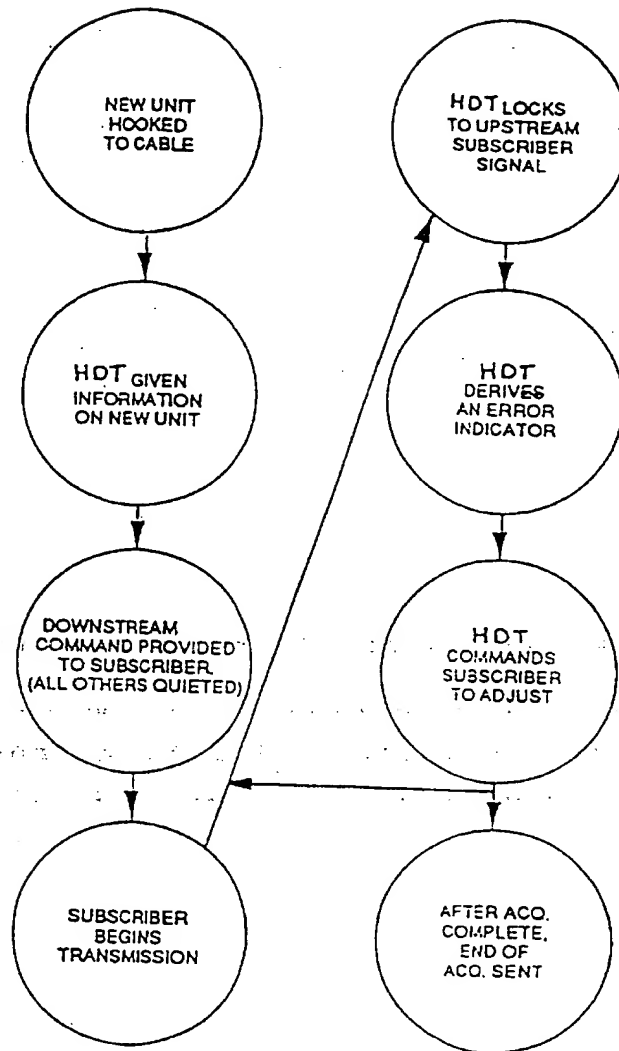 NEW UNIT
HOOKED
TO CABLE
HDT GIVEN
INFORMATION
ON NEW UNIT
DOWNSTREAM
COMMAND PROVIDED
TO SUBSCRIBER
(ALL OTHERS QUIETED)
SUBSCRIBER
BEGINS
TRANSMISSION
HDT LOCKS
TO UPSTREAM
SUBSCRIBER
SIGNAL
HDT
DERIVES
AN ERROR
INDICATOR
HDT
COMMANDS
SUBSCRIBER
TO ADJUST
AFTER ACQ.
COMPLETE,
END OF
ACQ. SENT